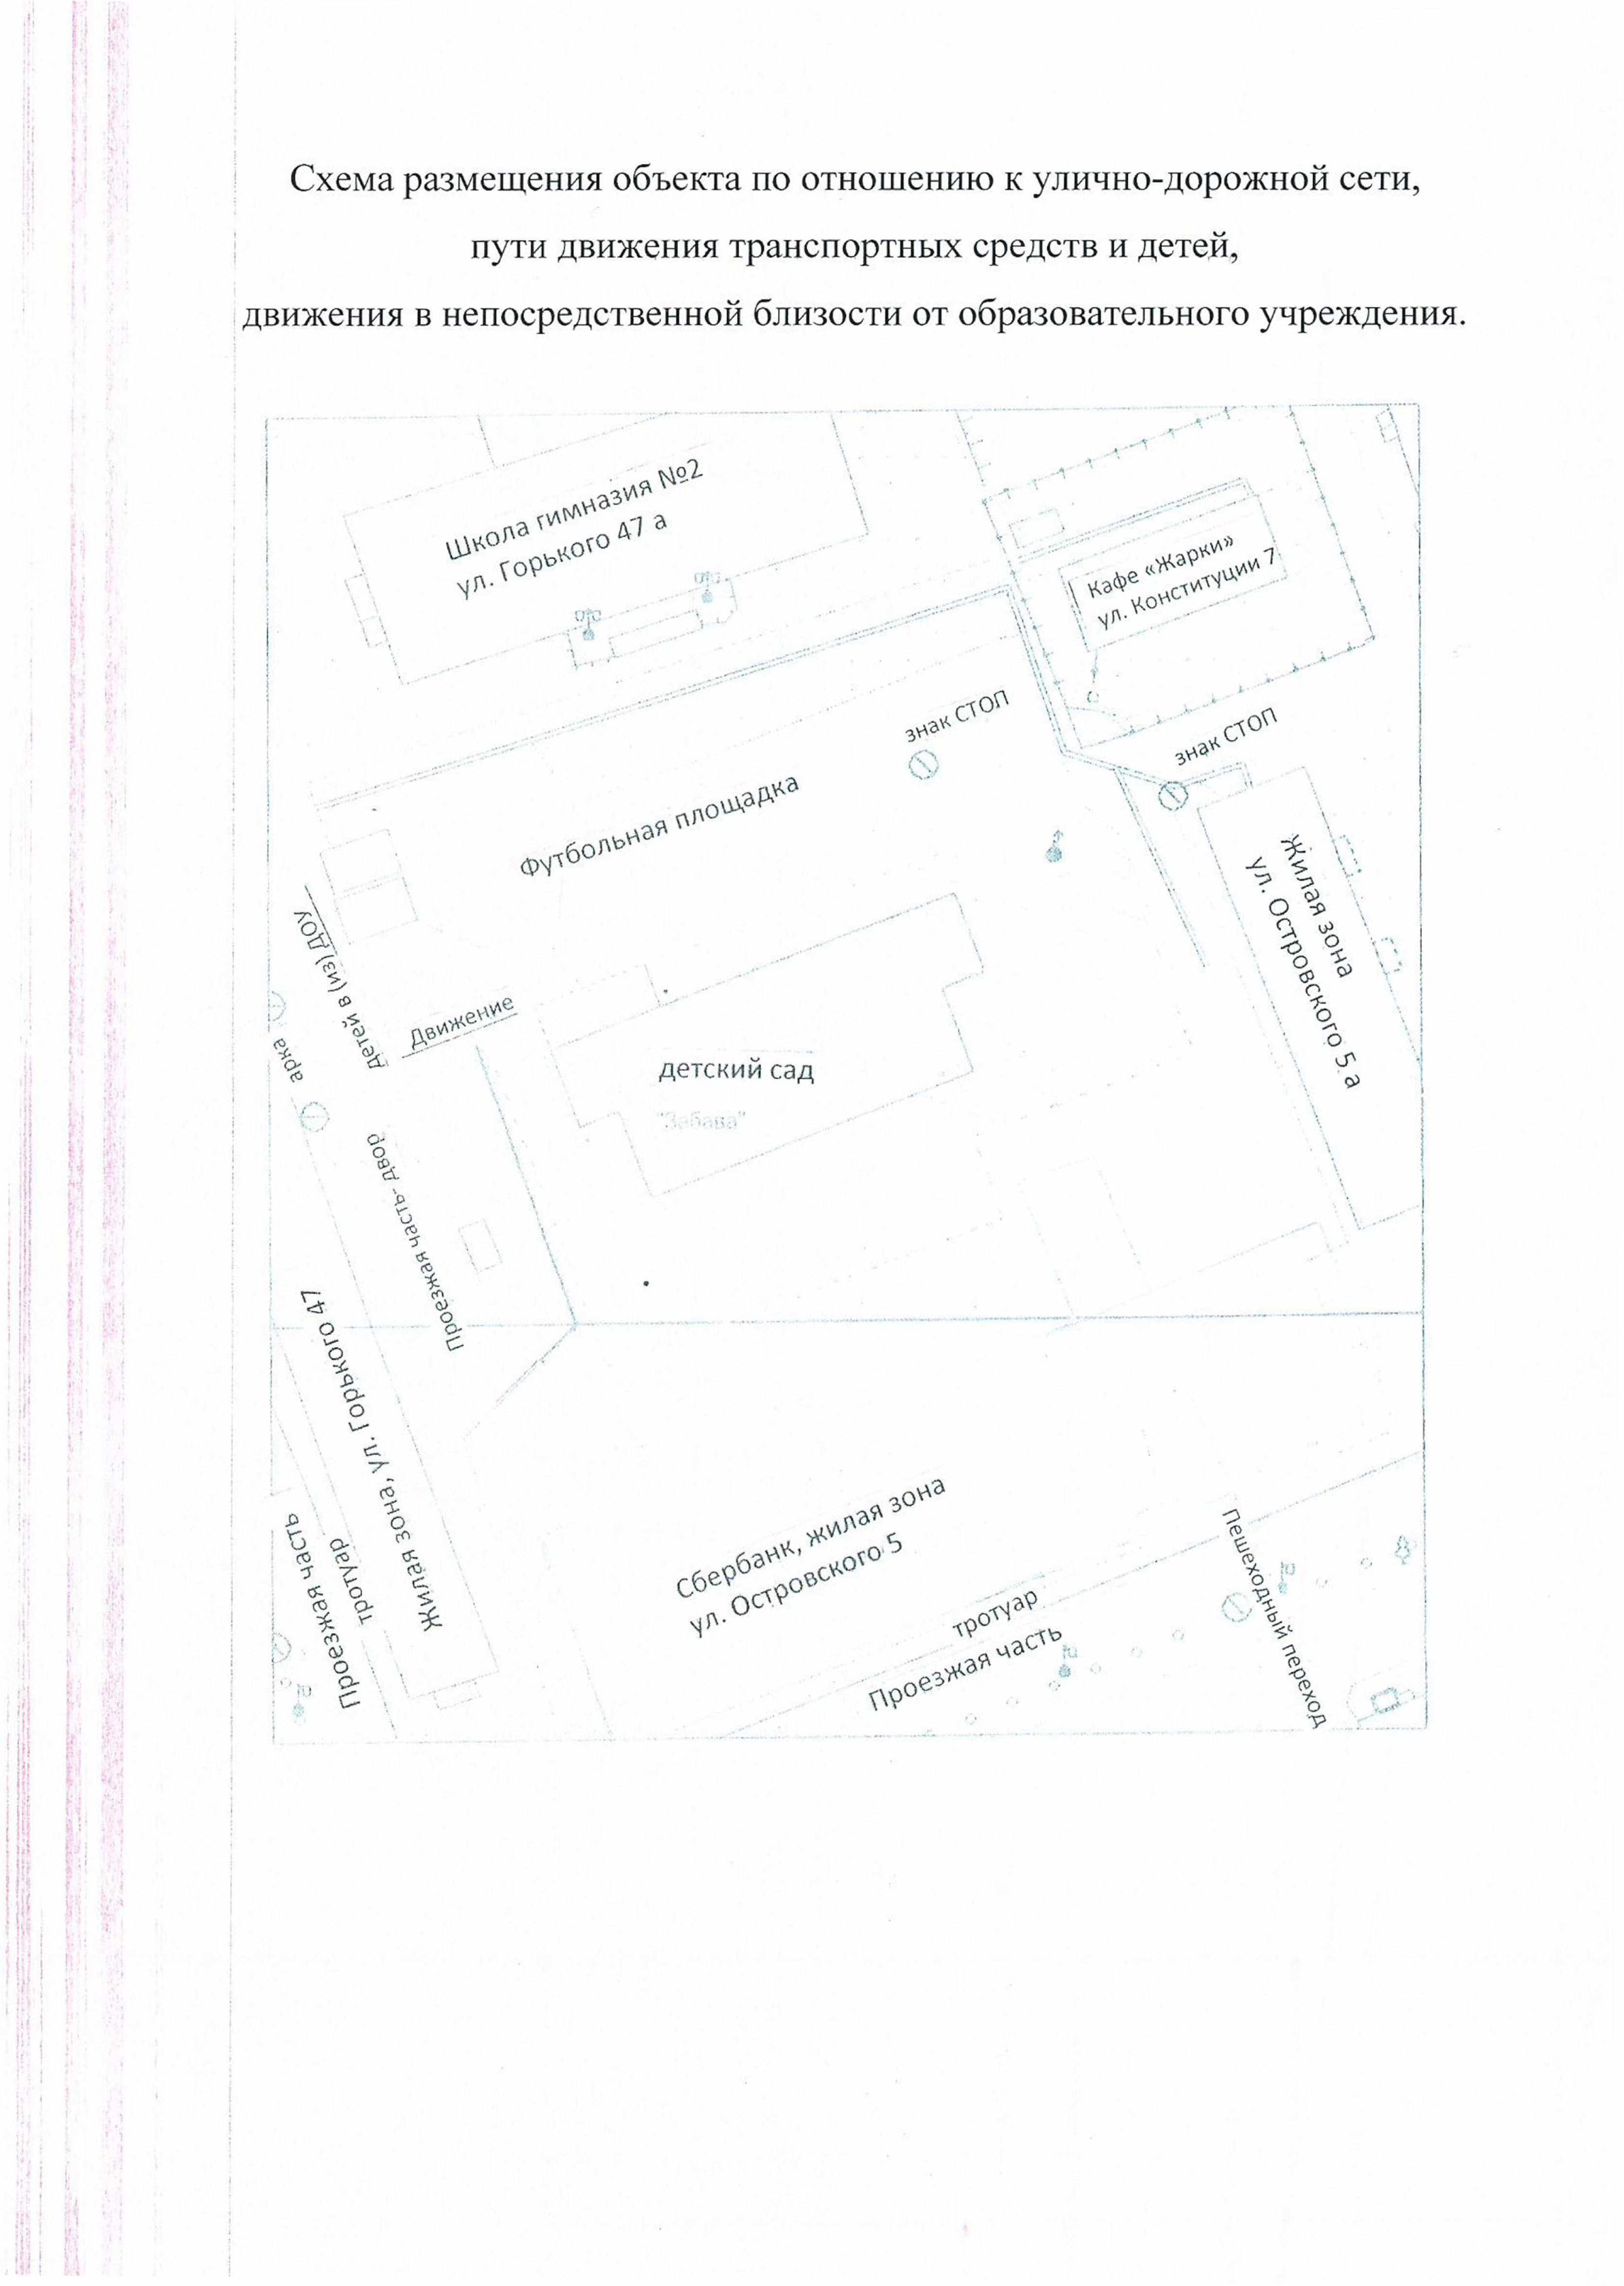 Схема размещения объекта по отношению к улично-дорожной сети,
пути движения транспортных средств и детей,
движения в непосредственной близости от образовательного учреждения.
Школа гимназия №2
ул. Горького 47 а
Кафе «Жарки»
ул. Конституции 7
знак СТОП
знак СТОП
Футбольная площадка
Жилая зона
ул. Островского 5 а
детей в (из) ДОУ
Движение
арка
детский сад
"Забава"
Проезжая часть- двор
Жилая зона, ул. Горького 47
тротуар
Проезжая часть
Сбербанк, жилая зона
ул. Островского 5
тротуар
Проезжая часть
Пешеходный переход